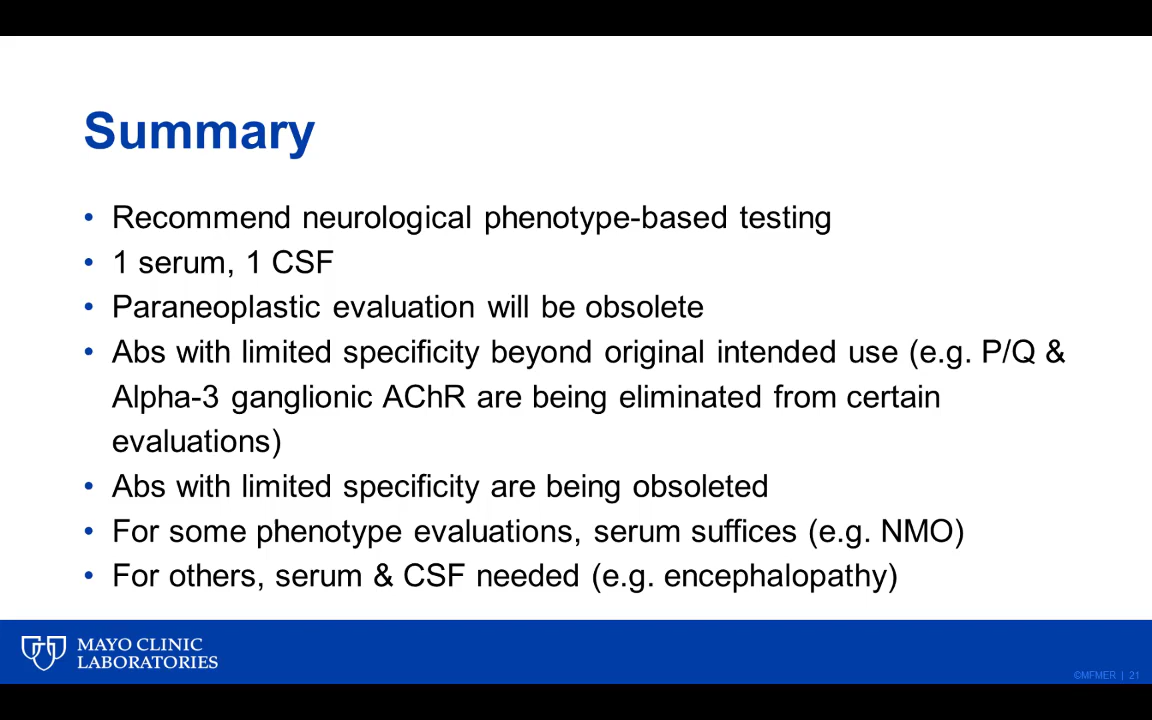 Summary
• Recommend neurological phenotype-based testing
• 1 serum, 1 CSF
• Paraneoplastic evaluation will be obsolete
• Abs with limited specificity beyond original intended use (e.g. P/Q &
Alpha-3 ganglionic AChR are being eliminated from certain
evaluations)
• Abs with limited specificity are being obsoleted
• For some phenotype evaluations, serum suffices (e.g. NMO)
• For others, serum & CSF needed (e.g. encephalopathy)
MAYO CLINIC
LABORATORIES
©MFMER | 21